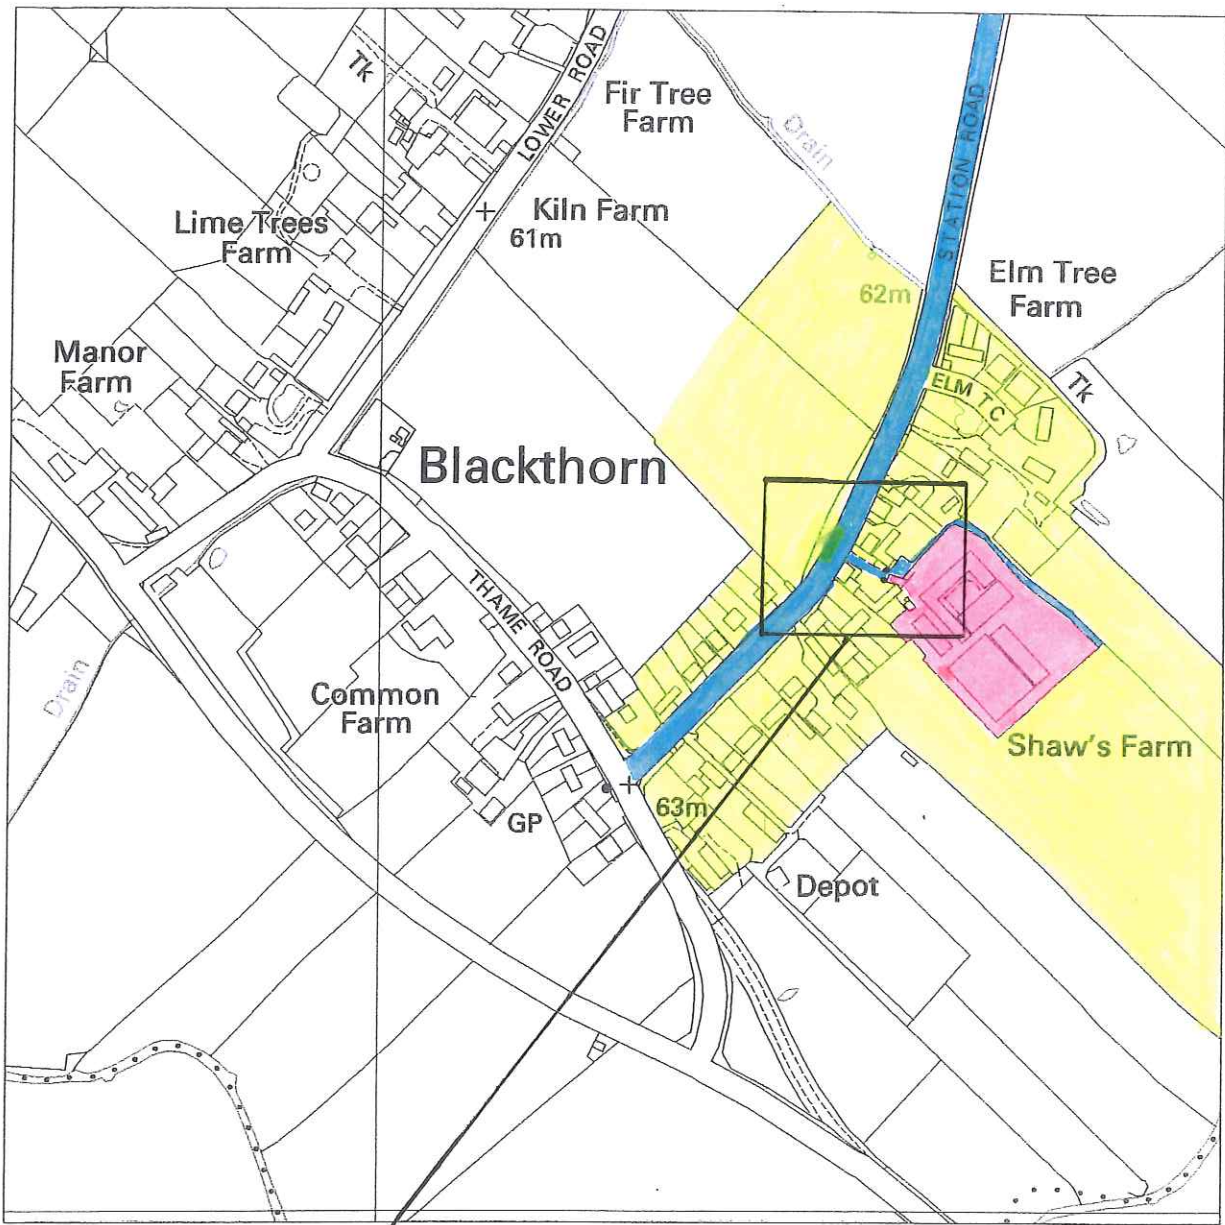 Tk
LOWER ROAD
Fir Tree
Farm
Drain
STATION ROAD
Lime Trees
Farm
Kiln Farm
61m
62m
Elm Tree
Farm
Manor
Farm
ELM TC
Tk
Blackthorn
THAME ROAD
Drain
Common
Farm
Shaw's Farm
63m
GP
Depot